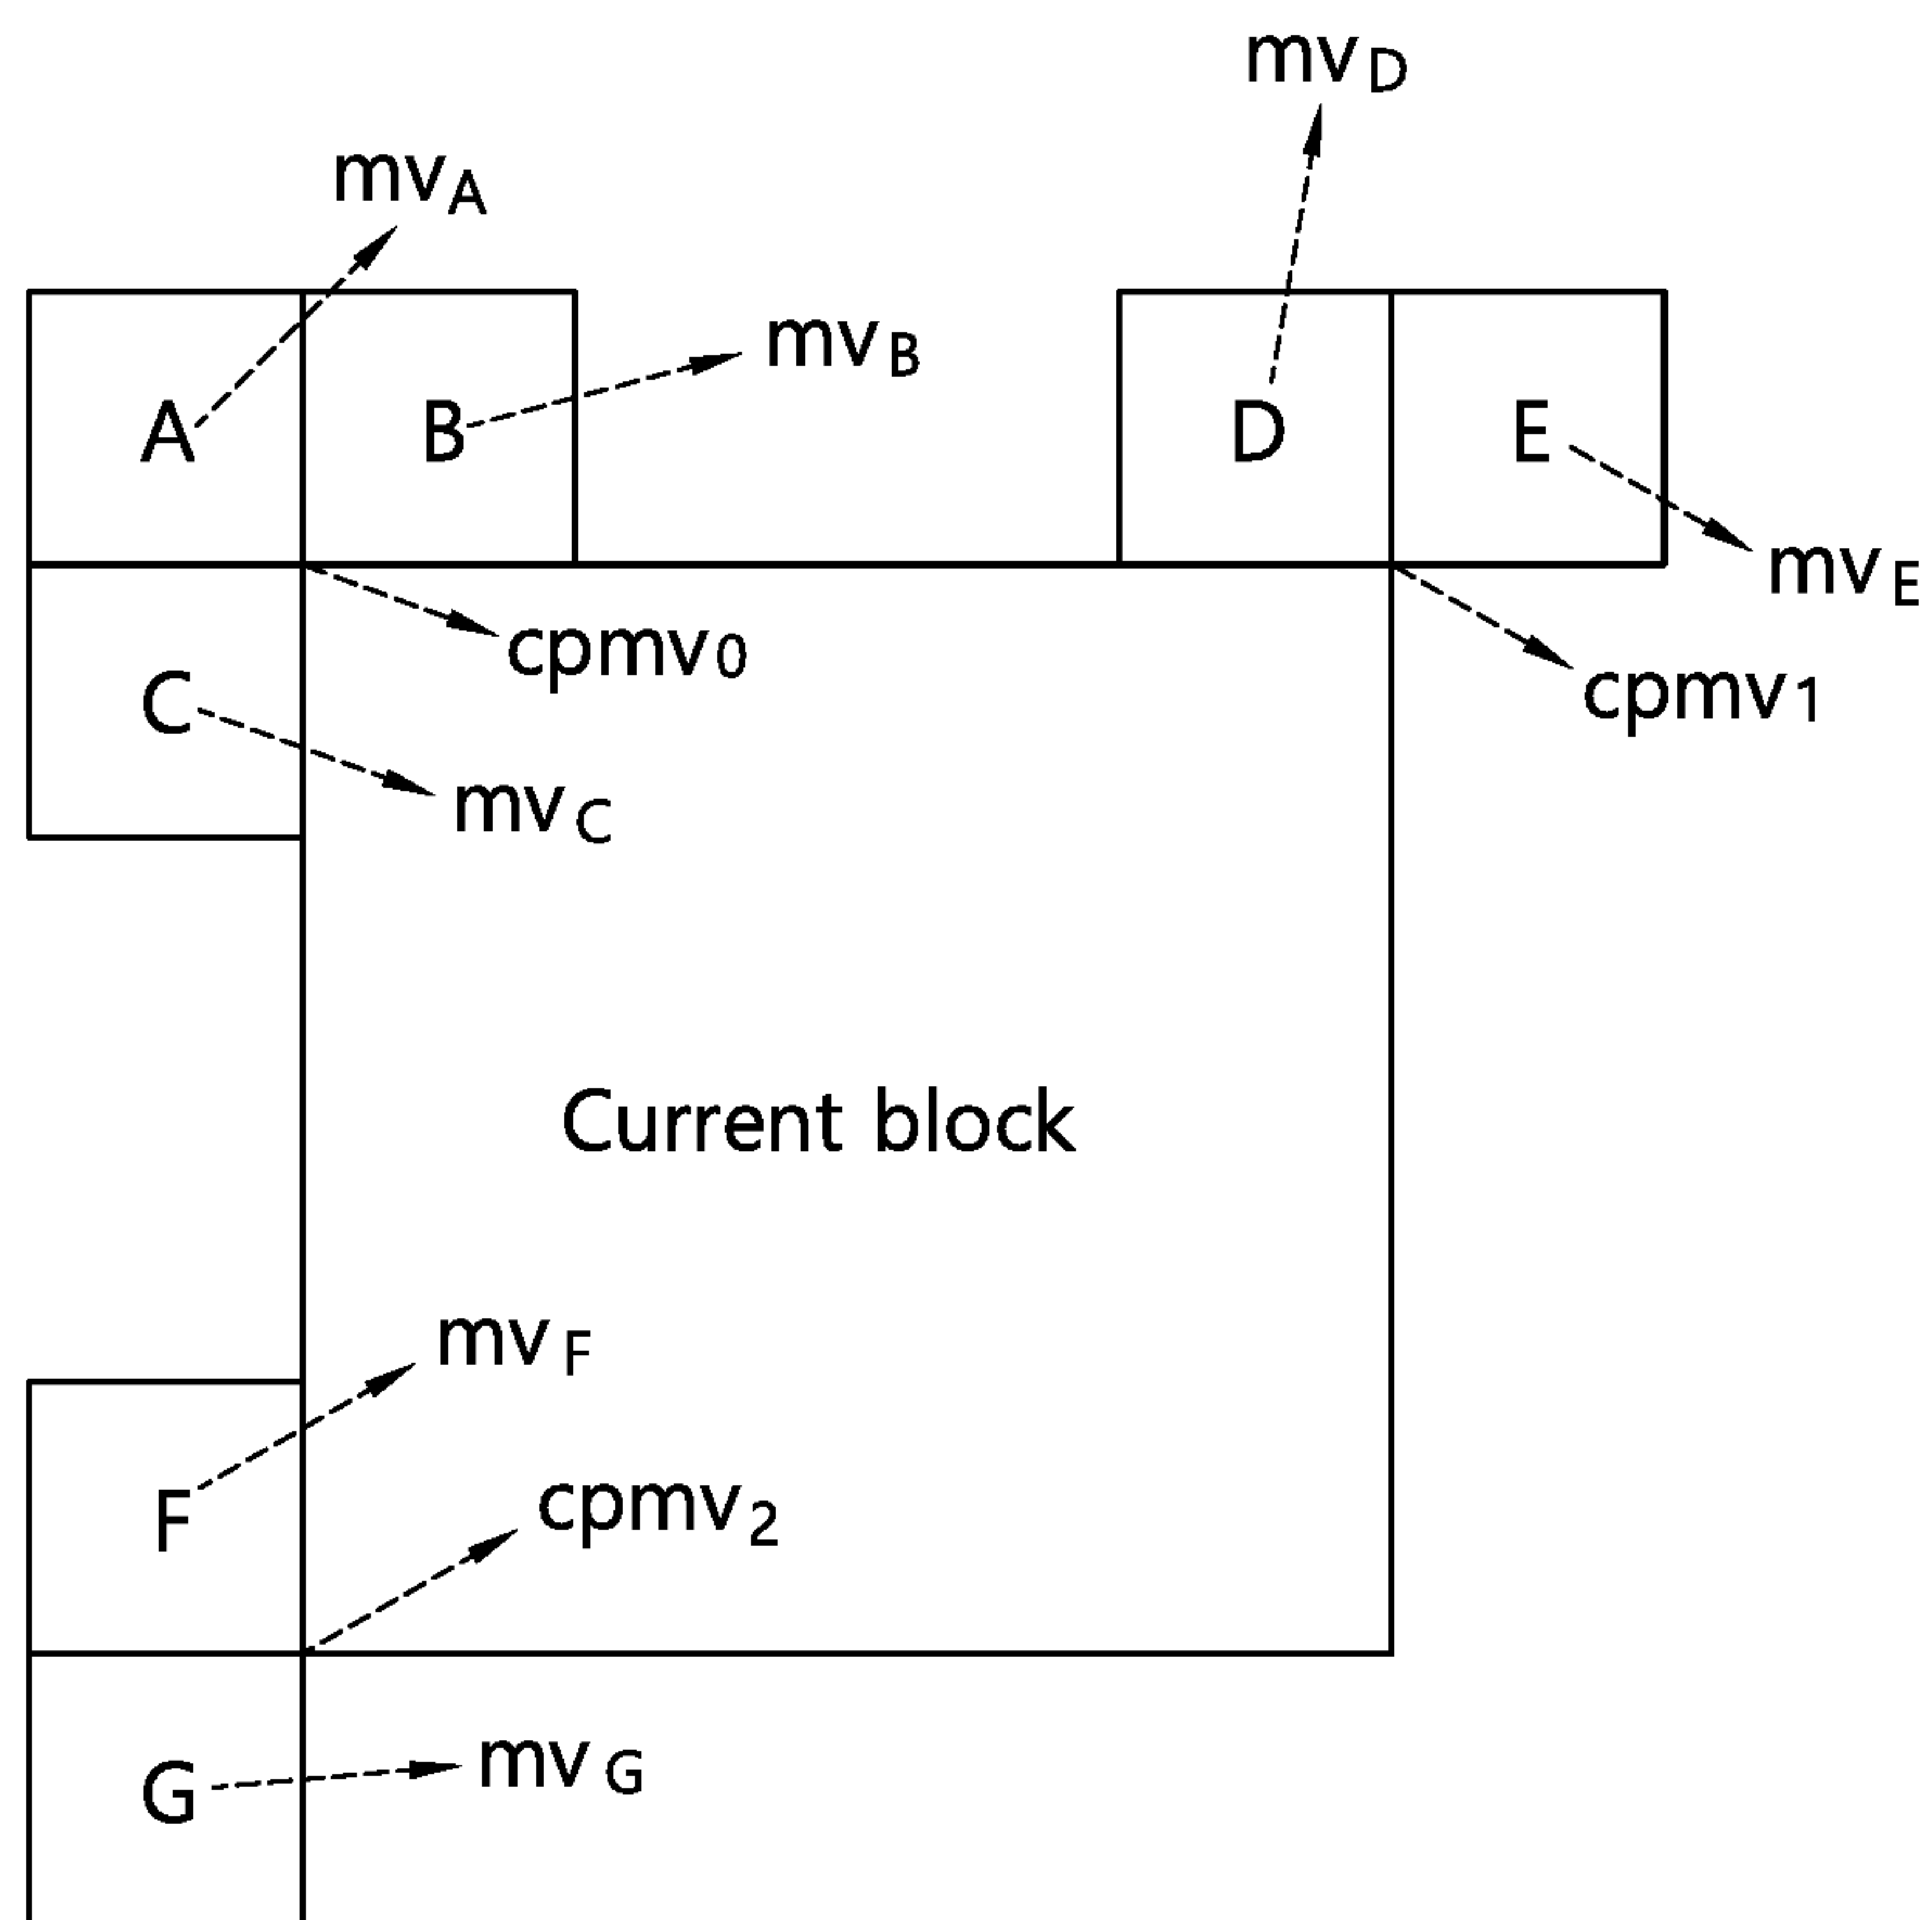 mvD
mvA
mvB
A
B
D
E
mvE
cpmv0
cpmv1
C
mvC
Current block
mvF
F
cpmv2
G
mvG